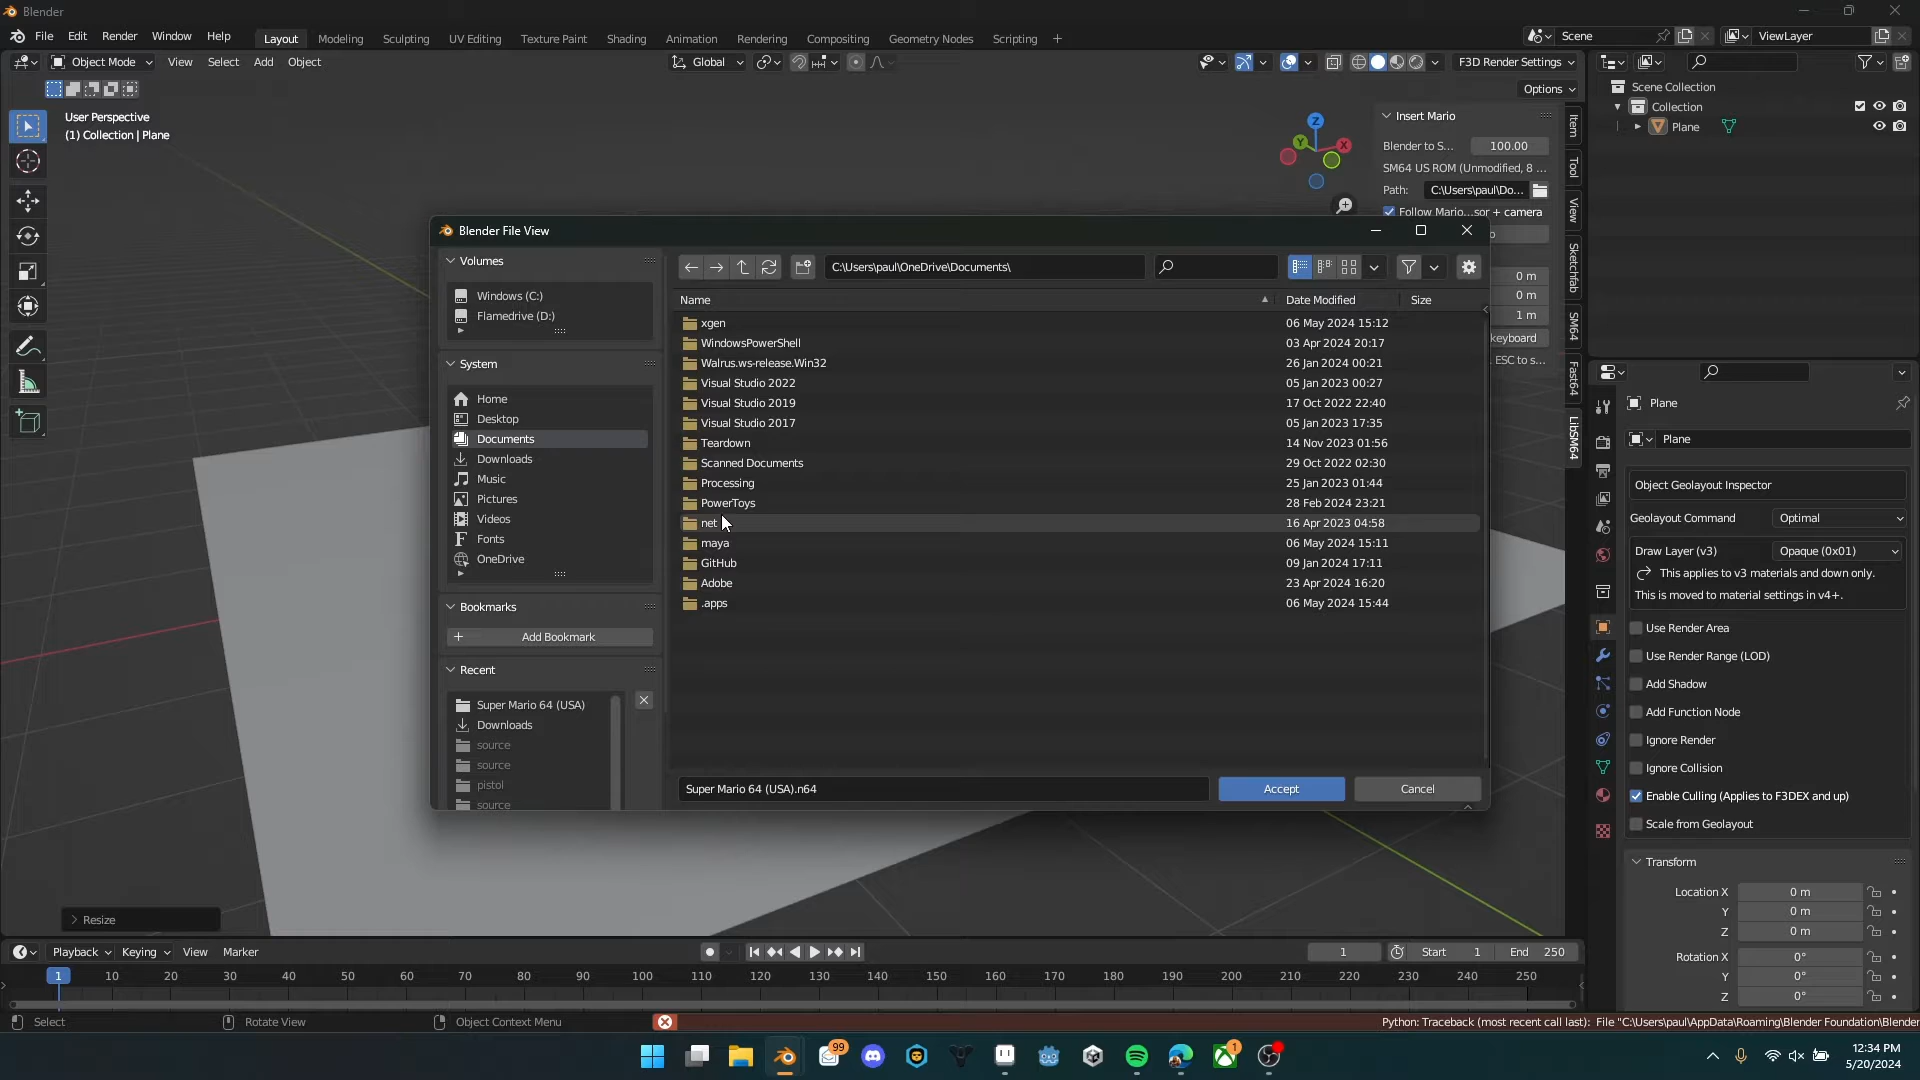 Blender
File Edit Render Window Help Layout Modeling Sculpting UV Editing Texture Paint Shading Animation Rendering Compositing Geometry Nodes Scripting + Scene ViewLayer
Object Mode View Select Add Object Global F3D Render Settings
Options
User Perspective
(1) Collection | Plane
Z
Y
X
Insert Mario
Blender to S... 100.00
SM64 US ROM (Unmodified, 8 ...
Path: C:\Users\paul\Do...
Follow Mario...sor + camera
o
0 m
0 m
1 m
keyboard
. ESC to s...
Item
Tool
View
Sketchfab
SM64
Fast64
LibSM64
Scene Collection
Collection
Plane
Blender File View
Volumes
Windows (C:)
Flamedrive (D:)
System
Home
Desktop
Documents
Downloads
Music
Pictures
Videos
Fonts
OneDrive
Bookmarks
+ Add Bookmark
Recent
Super Mario 64 (USA)
Downloads
source
source
pistol
source
C:\Users\paul\OneDrive\Documents\
Name Date Modified Size
xgen 06 May 2024 15:12
WindowsPowerShell 03 Apr 2024 20:17
Walrus.ws-release.Win32 26 Jan 2024 00:21
Visual Studio 2022 05 Jan 2023 00:27
Visual Studio 2019 17 Oct 2022 22:40
Visual Studio 2017 05 Jan 2023 17:35
Teardown 14 Nov 2023 01:56
Scanned Documents 29 Oct 2022 02:30
Processing 25 Jan 2023 01:44
PowerToys 28 Feb 2024 23:21
net 16 Apr 2023 04:58
maya 06 May 2024 15:11
GitHub 09 Jan 2024 17:11
Adobe 23 Apr 2024 16:20
.apps 06 May 2024 15:44
Super Mario 64 (USA).n64 Accept Cancel
Plane
Plane
Object Geolayout Inspector
Geolayout Command Optimal
Draw Layer (v3) Opaque (0x01)
This applies to v3 materials and down only.
This is moved to material settings in v4+.
Use Render Area
Use Render Range (LOD)
Add Shadow
Add Function Node
Ignore Render
Ignore Collision
Enable Culling (Applies to F3DEX and up)
Scale from Geolayout
Transform
Location X 0 m
Y 0 m
Z 0 m
Rotation X 0°
Y 0°
Z 0°
Resize
Playback Keying View Marker 1 Start 1 End 250
1 10 20 30 40 50 60 70 80 90 100 110 120 130 140 150 160 170 180 190 200 210 220 230 240 250
Select Rotate View Object Context Menu Python: Traceback (most recent call last): File "C:\Users\paul\AppData\Roaming\Blender Foundation\Blender
99
1
12:34 PM
5/20/2024